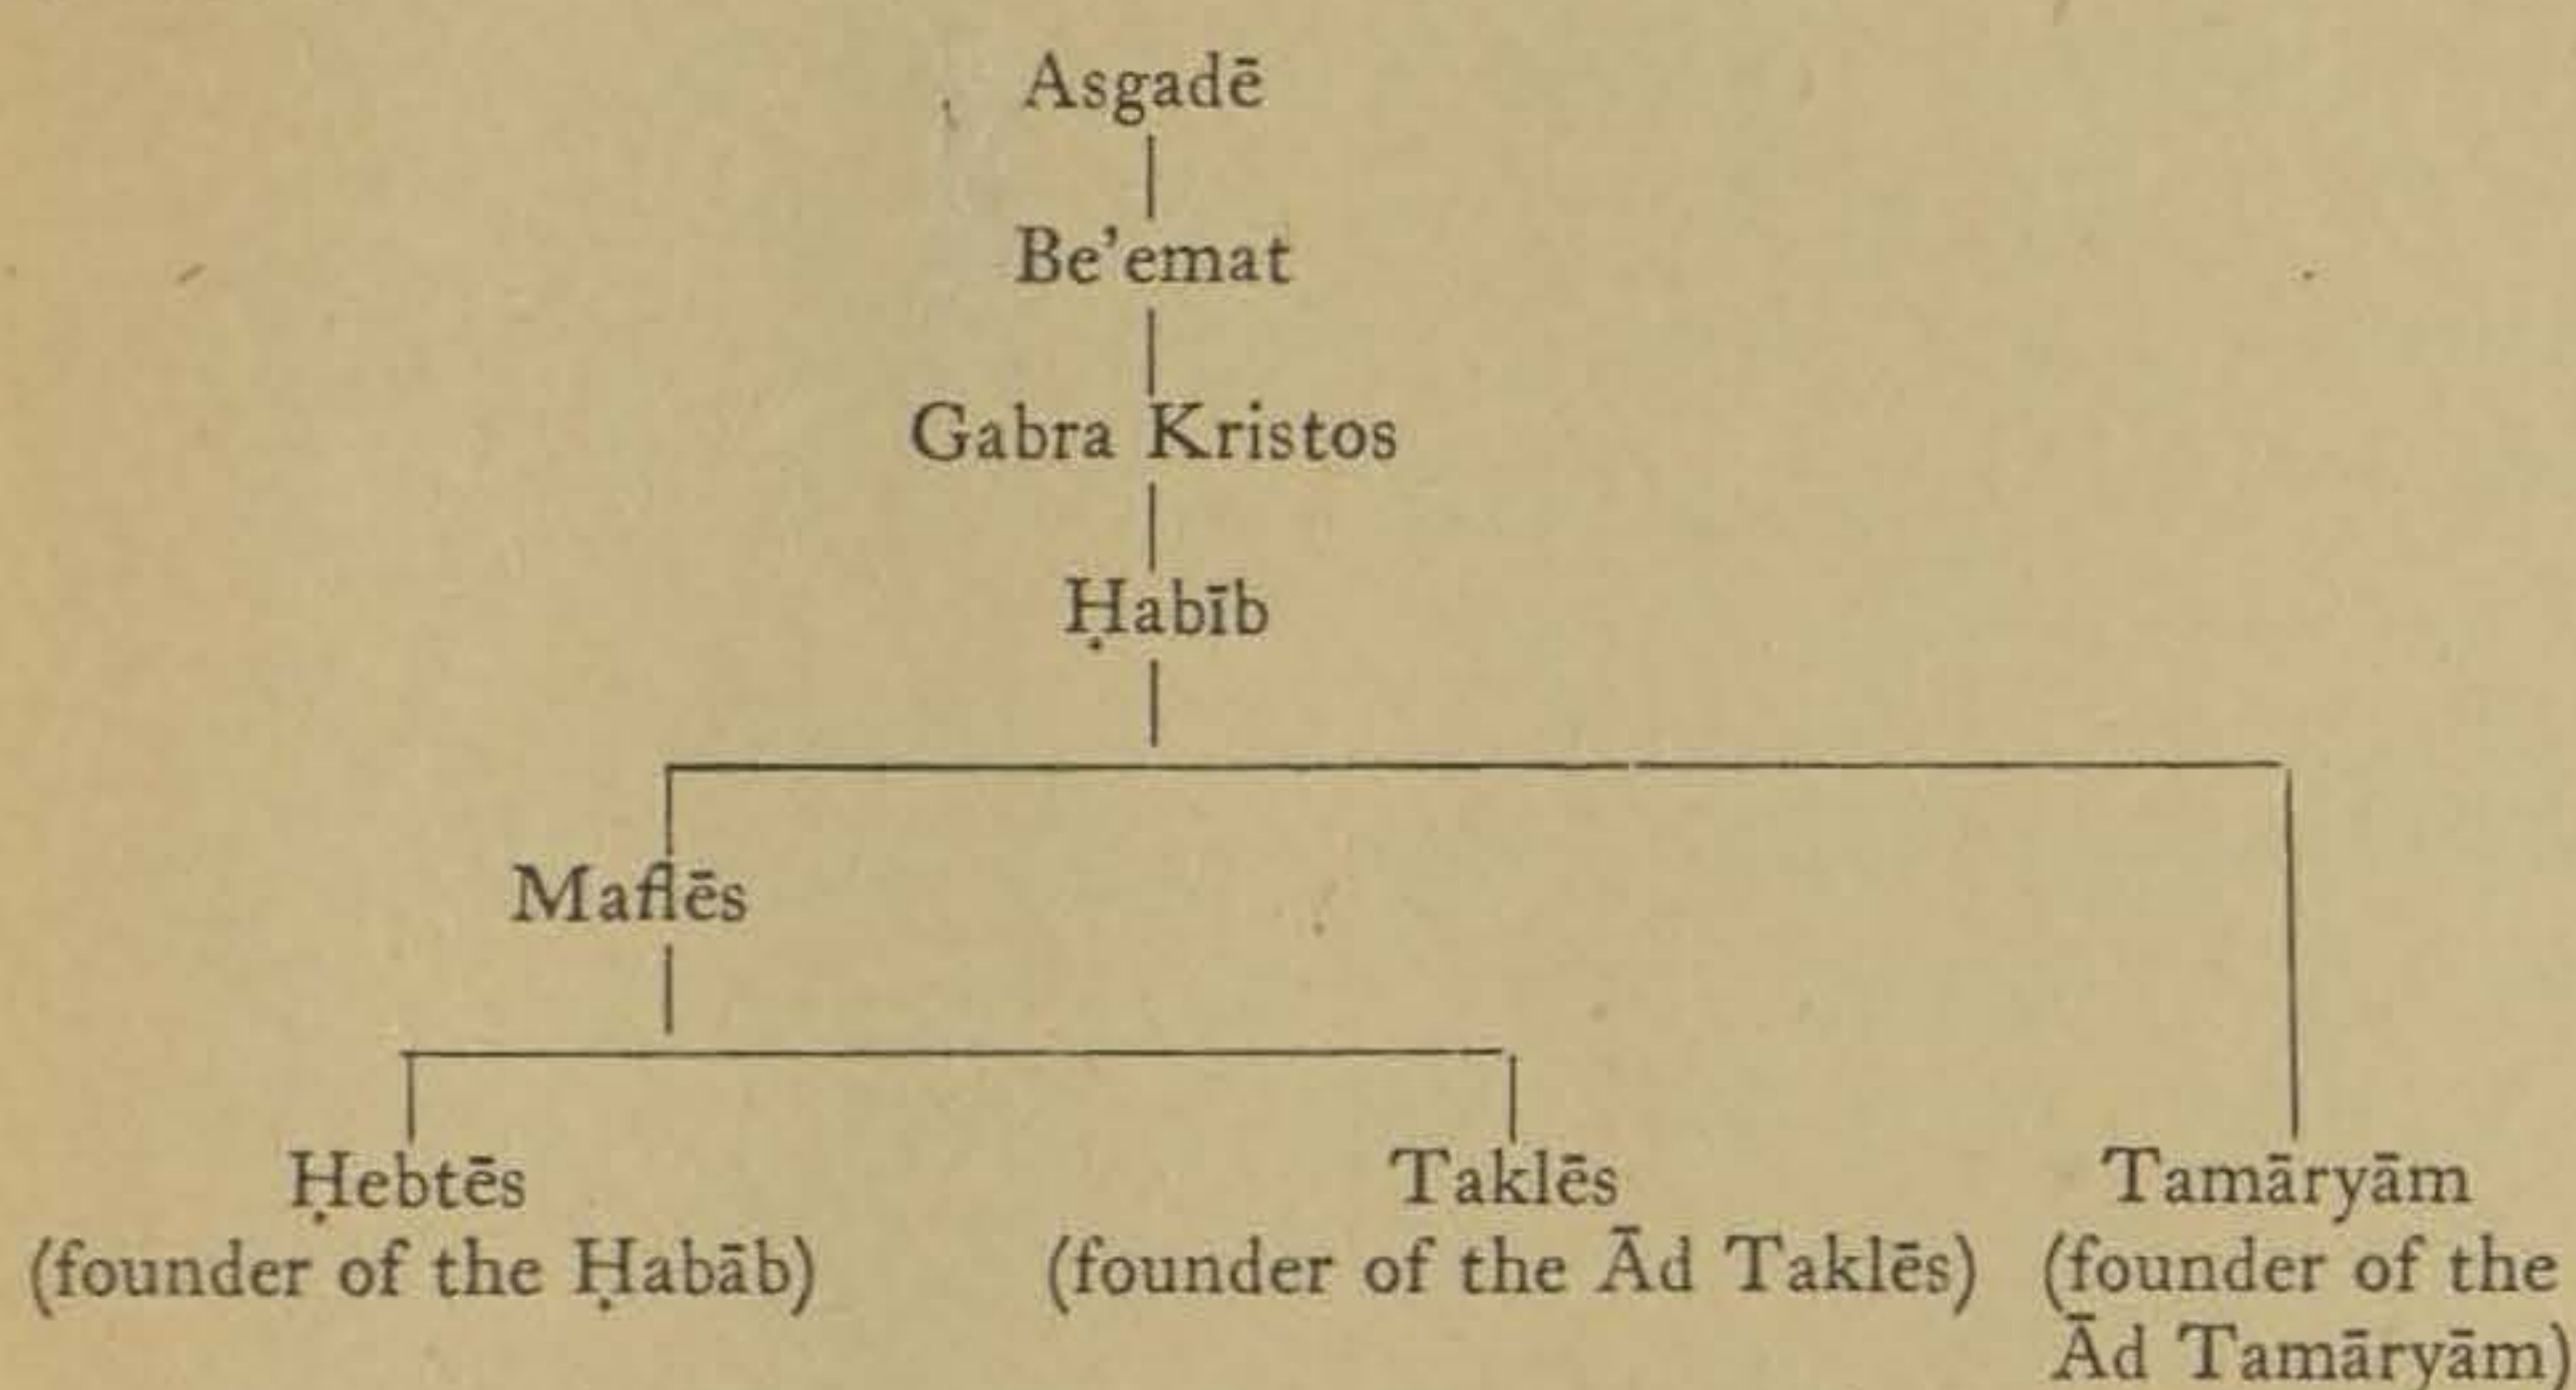 Asgadē
Be’emat
Gabra Kristos
Ḥabīb
Maflēs
Ḥebtēs
(founder of the Ḥabāb)
Taklēs
(founder of the Ād Taklēs)
Tamāryām
(founder of the
Ād Tamāryām)